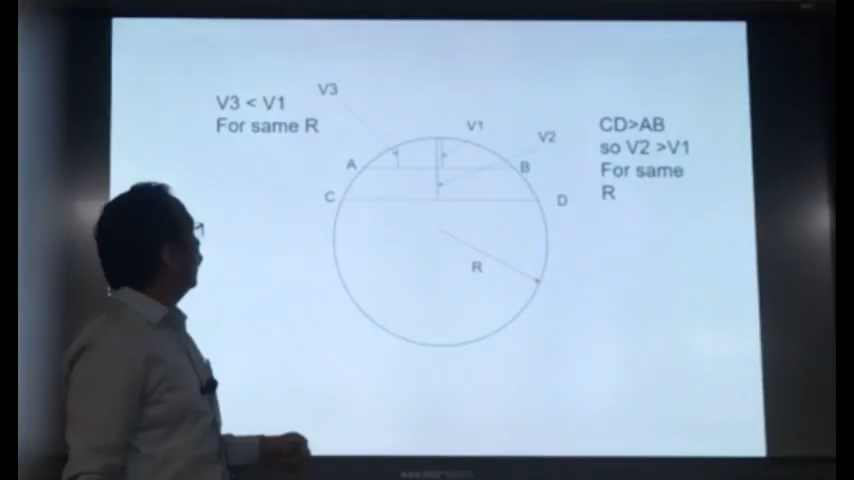 V3
V3 < V1
For same R
V1
V2
CD>AB
so V2 >V1
For same
R
A
B
C
D
R